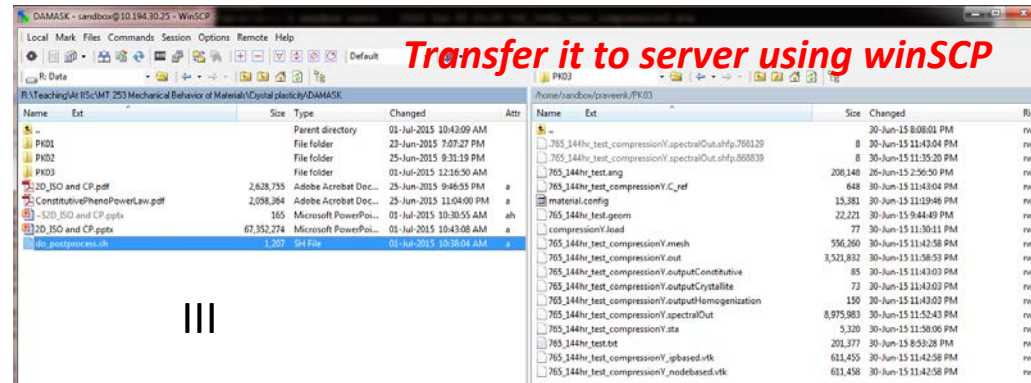 DAMASK - sandbox@10.194.30.25 - WinSCP
Local Mark Files Commands Session Options Remote Help
Default
Transfer it to server using winSCP
R: Data
PK03
R:\Teaching\At IISc\MT 253 Mechanical Behavior of Materials\Crystal plasticity\DAMASK
/home/sandbox/praveenk/PK03
Name Ext Size Type Changed Attr
Name Ext Size Changed Ri
.. Parent directory 01-Jul-2015 10:43:09 AM
PK01 File folder 23-Jun-2015 7:07:27 PM
PK02 File folder 25-Jun-2015 9:31:19 PM
PK03 File folder 01-Jul-2015 12:16:50 AM
2D_ISO and CP.pdf 2,628,755 Adobe Acrobat Doc... 25-Jun-2015 9:46:55 PM a
ConstitutivePhenoPowerLaw.pdf 2,058,364 Adobe Acrobat Doc... 25-Jun-2015 11:04:00 PM a
~$2D_ISO and CP.pptx 165 Microsoft PowerPoi... 01-Jul-2015 10:30:55 AM ah
2D_ISO and CP.pptx 67,352,274 Microsoft PowerPoi... 01-Jul-2015 10:43:08 AM a
do_postprocess.sh 1,207 SH File 01-Jul-2015 10:38:04 AM a
III
.. 30-Jun-15 8:08:01 PM
.765_144hr_test_compressionY.spectralOut.shfp.766129 8 30-Jun-15 11:43:04 PM
.765_144hr_test_compressionY.spectralOut.shfp.868839 8 30-Jun-15 11:35:20 PM
765_144hr_test.ang 208,148 26-Jun-15 2:56:50 PM
765_144hr_test_compressionY.C_ref 648 30-Jun-15 11:43:04 PM
material.config 15,381 30-Jun-15 11:19:46 PM
765_144hr_test.geom 22,221 30-Jun-15 9:44:49 PM
compressionY.load 77 30-Jun-15 11:30:11 PM
765_144hr_test_compressionY.mesh 556,260 30-Jun-15 11:42:58 PM
765_144hr_test_compressionY.out 3,521,832 30-Jun-15 11:58:53 PM
765_144hr_test_compressionY.outputConstitutive 85 30-Jun-15 11:43:03 PM
765_144hr_test_compressionY.outputCrystallite 73 30-Jun-15 11:43:03 PM
765_144hr_test_compressionY.outputHomogenization 150 30-Jun-15 11:43:03 PM
765_144hr_test_compressionY.spectralOut 8,975,983 30-Jun-15 11:52:43 PM
765_144hr_test_compressionY.sta 5,320 30-Jun-15 11:58:06 PM
765_144hr_test.txt 201,377 30-Jun-15 8:53:28 PM
765_144hr_test_compressionY_ipbased.vtk 611,455 30-Jun-15 11:42:58 PM
765_144hr_test_compressionY_nodebased.vtk 611,458 30-Jun-15 11:42:58 PM